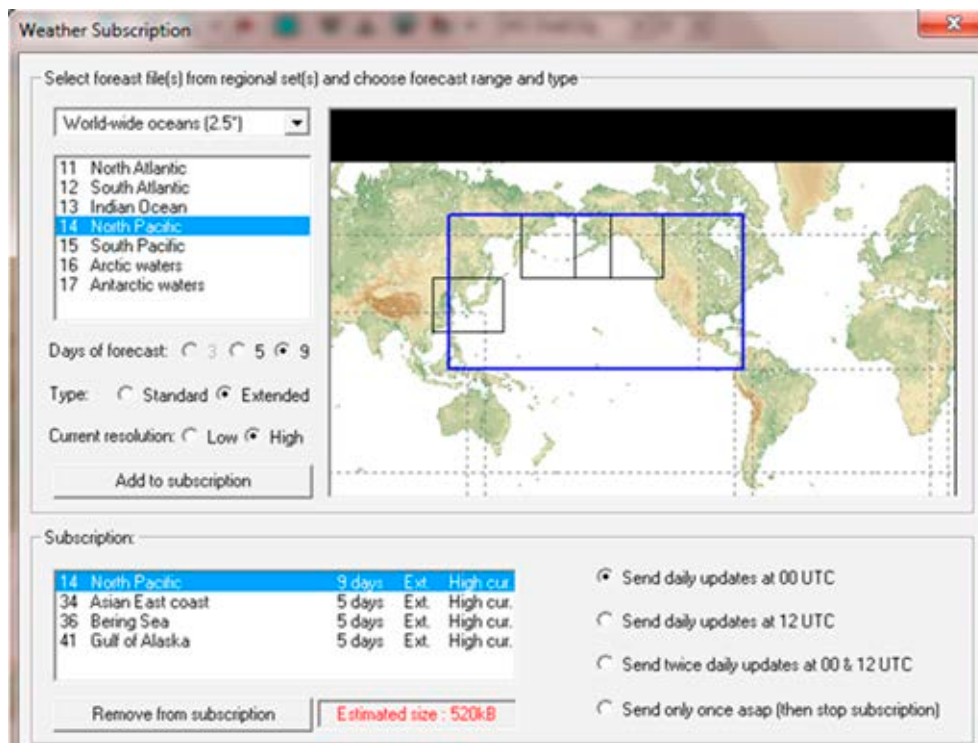 Weather Subscription
Select foreast file(s) from regional set(s) and choose forecast range and type
World-wide oceans (2.5°)
11 North Atlantic
12 South Atlantic
13 Indian Ocean
14 North Pacific
15 South Pacific
16 Arctic waters
17 Antarctic waters
Days of forecast: 3 5 9
Type: Standard Extended
Current resolution: Low High
Add to subscription
Subscription:
14 North Pacific 9 days Ext. High cur.
34 Asian East coast 5 days Ext. High cur.
36 Bering Sea 5 days Ext. High cur.
41 Gulf of Alaska 5 days Ext. High cur.
Remove from subscription
Estimated size : 520kB
Send daily updates at 00 UTC
Send daily updates at 12 UTC
Send twice daily updates at 00 & 12 UTC
Send only once asap (then stop subscription)